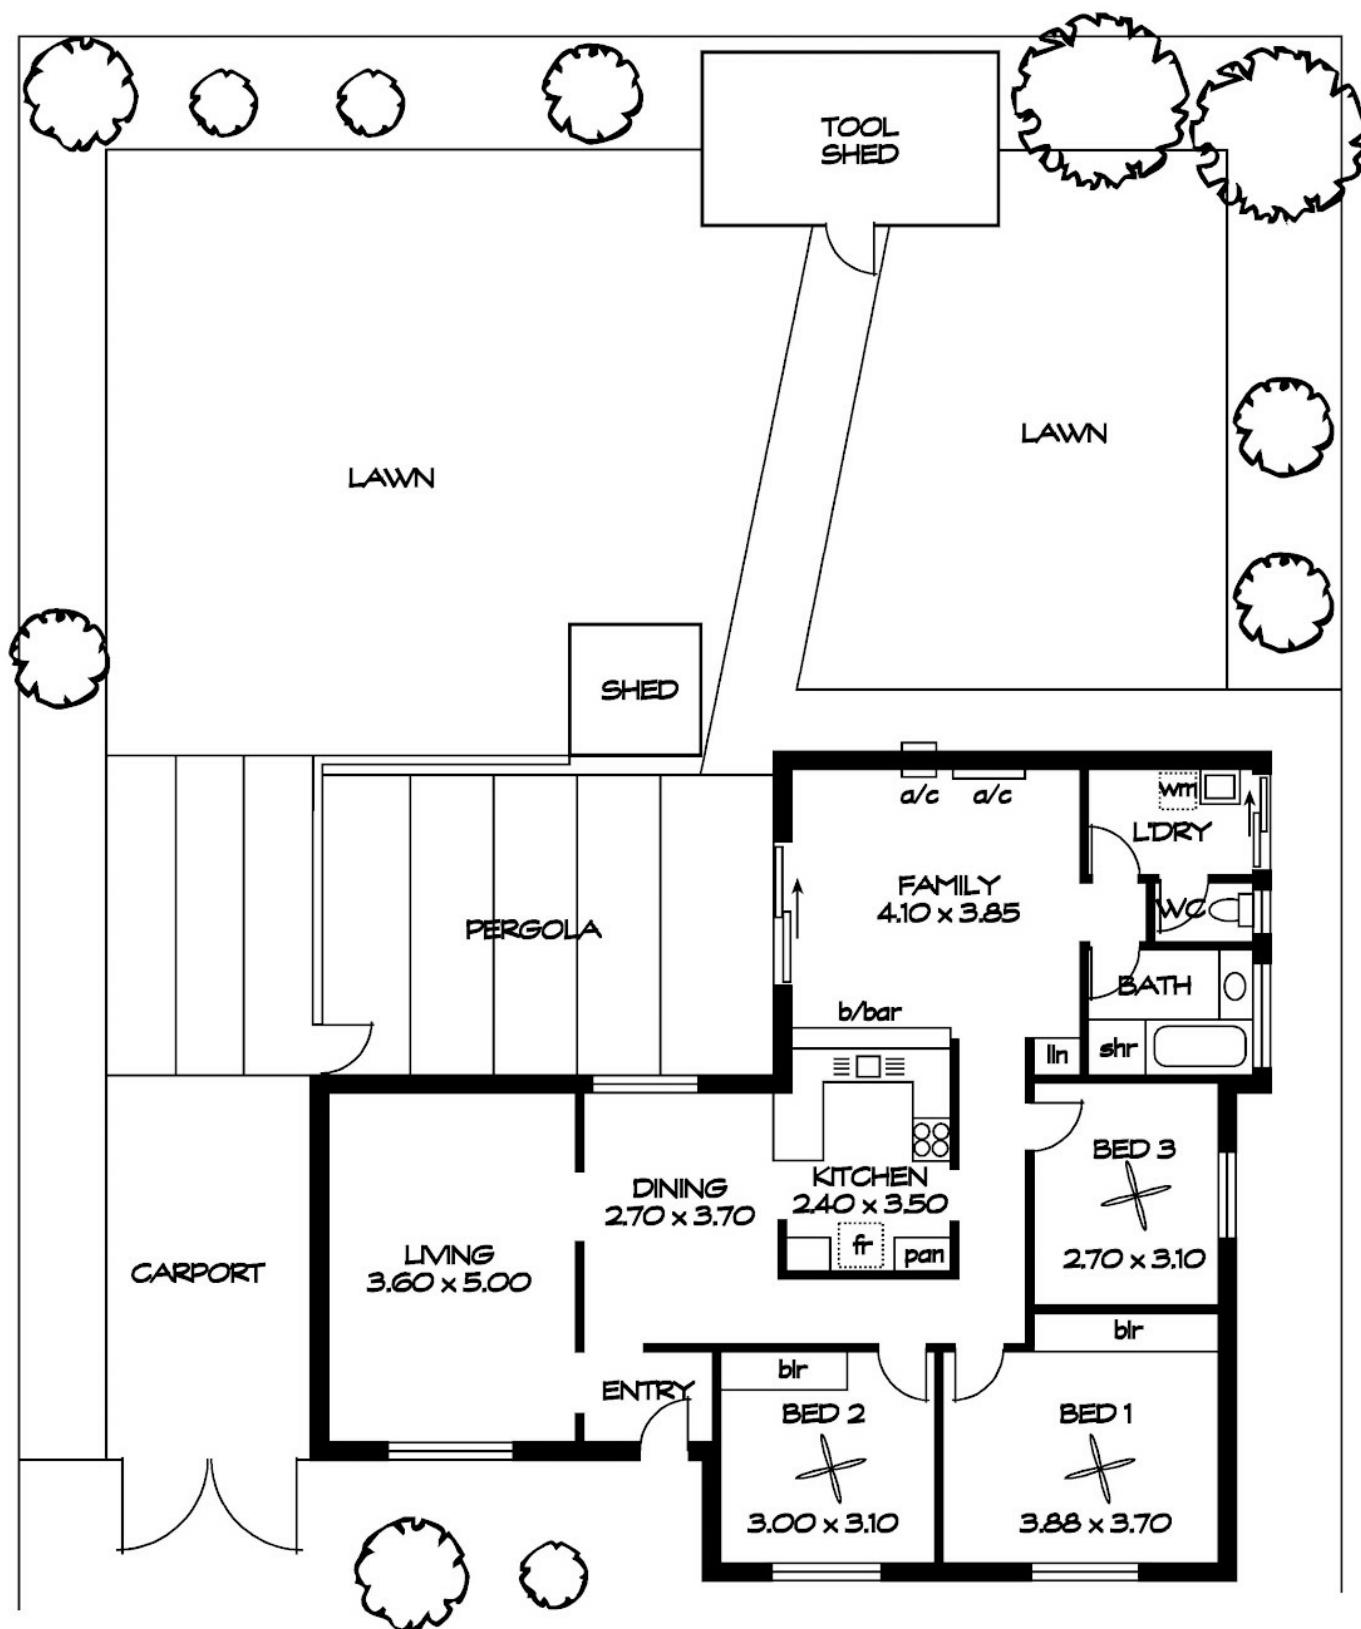 TOOL
SHED
LAWN
LAWN
SHED
a/c
a/c
wm
L'DRY
FAMILY
4.10 x 3.85
WC
PERGOLA
BATH
b/bar
lin
shr
BED 3
2.70 x 3.10
KITCHEN
2.40 x 3.50
DINING
2.70 x 3.70
fr
pan
LIVING
3.60 x 5.00
CARPORT
blr
blr
ENTRY
BED 2
3.00 x 3.10
BED 1
3.88 x 3.70